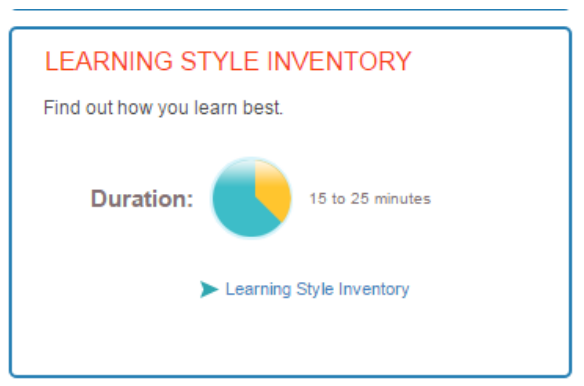 LEARNING STYLE INVENTORY
Find out how you learn best.
Duration: 15 to 25 minutes
Learning Style Inventory